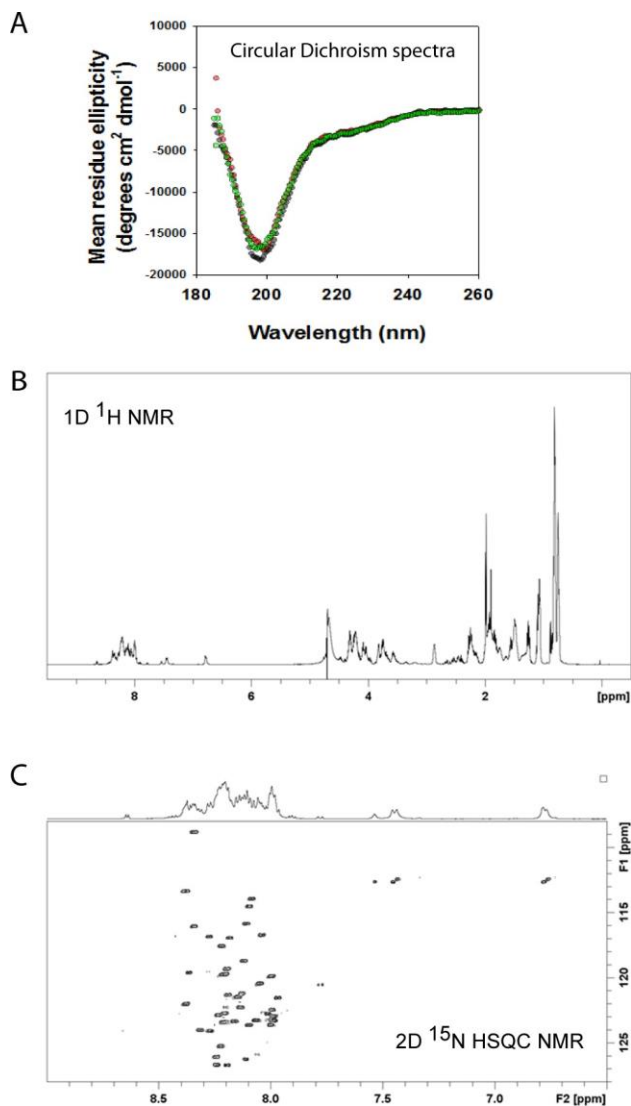 A
Circular Dichroism spectra
10000
5000
0
-5000
-10000
-15000
-20000
Mean residue ellipticity
(degrees cm² dmol⁻¹)
180 200 220 240 260
Wavelength (nm)
B
1D ¹H NMR
8 6 4 2 [ppm]
C
F1 [ppm]
115
120
125
2D ¹⁵N HSQC NMR
8.5 8.0 7.5 7.0 F2 [ppm]